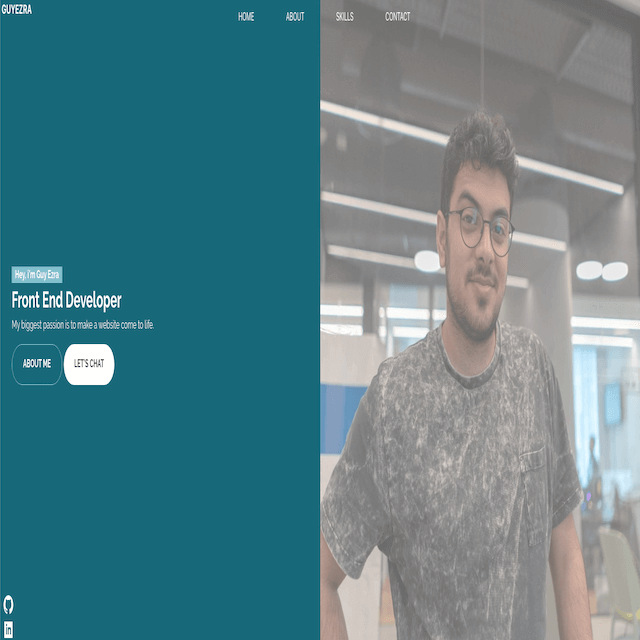 GUYEZRA
HOME ABOUT SKILLS CONTACT
Hey, I'm Guy Ezra
Front End Developer
My biggest passion is to make a website come to life.
ABOUT ME LET'S CHAT
in